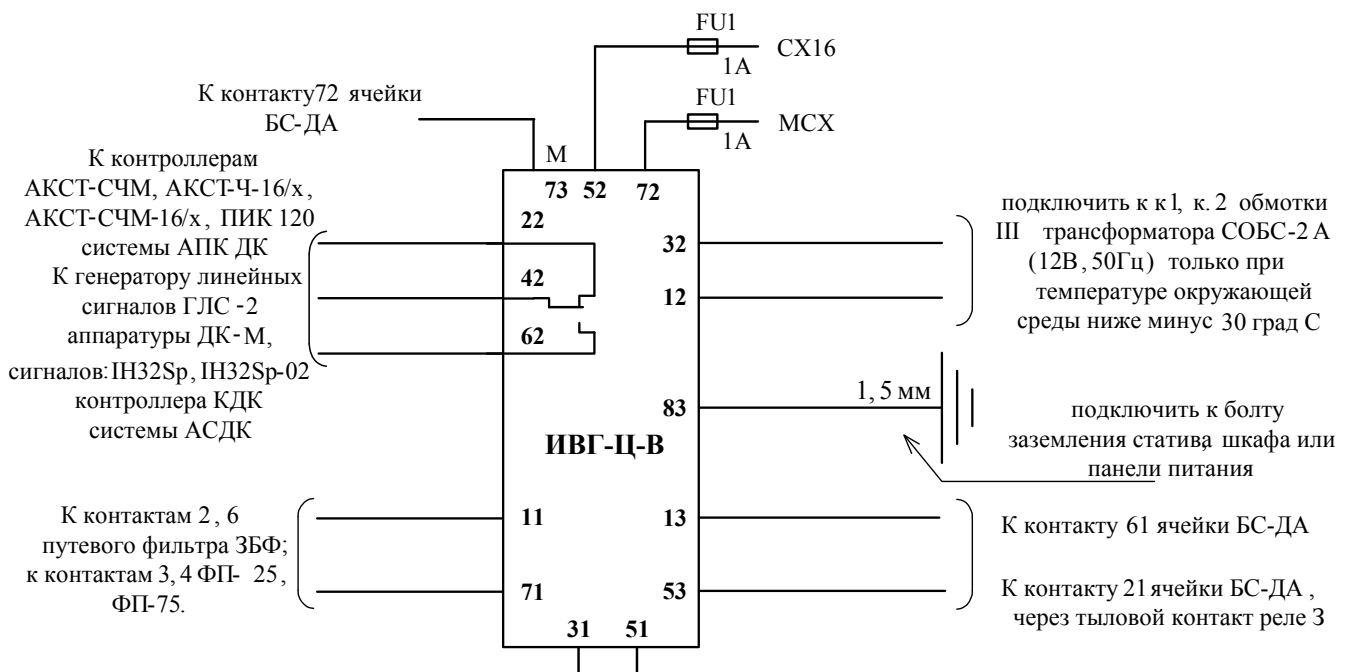 FU1
СХ16
1А
FU1
МСХ
1А
К контакту72 ячейки
БС-ДА
М
73 52 72
К контроллерам
АКСТ-СЧМ, АКСТ-Ч-16/х,
АКСТ-СЧМ-16/х, ПИК 120
системы АПК ДК
К генератору линейных
сигналов ГЛС -2
аппаратуры ДК-М,
сигналов:IH32Sp, IH32Sp-02
контроллера КДК
системы АСДК
22
42
62
32
12
подключить к к1, к. 2 обмотки
III трансформатора СОБС-2 А
(12В, 50Гц) только при
температуре окружающей
среды ниже минус 30 град С
83
1, 5 мм
подключить к болту
заземления статива, шкафа или
панели питания
ИВГ-Ц-В
К контактам 2 , 6
путевого фильтра ЗБФ;
к контактам 3, 4 ФП- 25,
ФП-75.
11
71
13
53
К контакту 61 ячейки БС-ДА
К контакту 21 ячейки БС-ДА ,
через тыловой контакт реле З
31 51